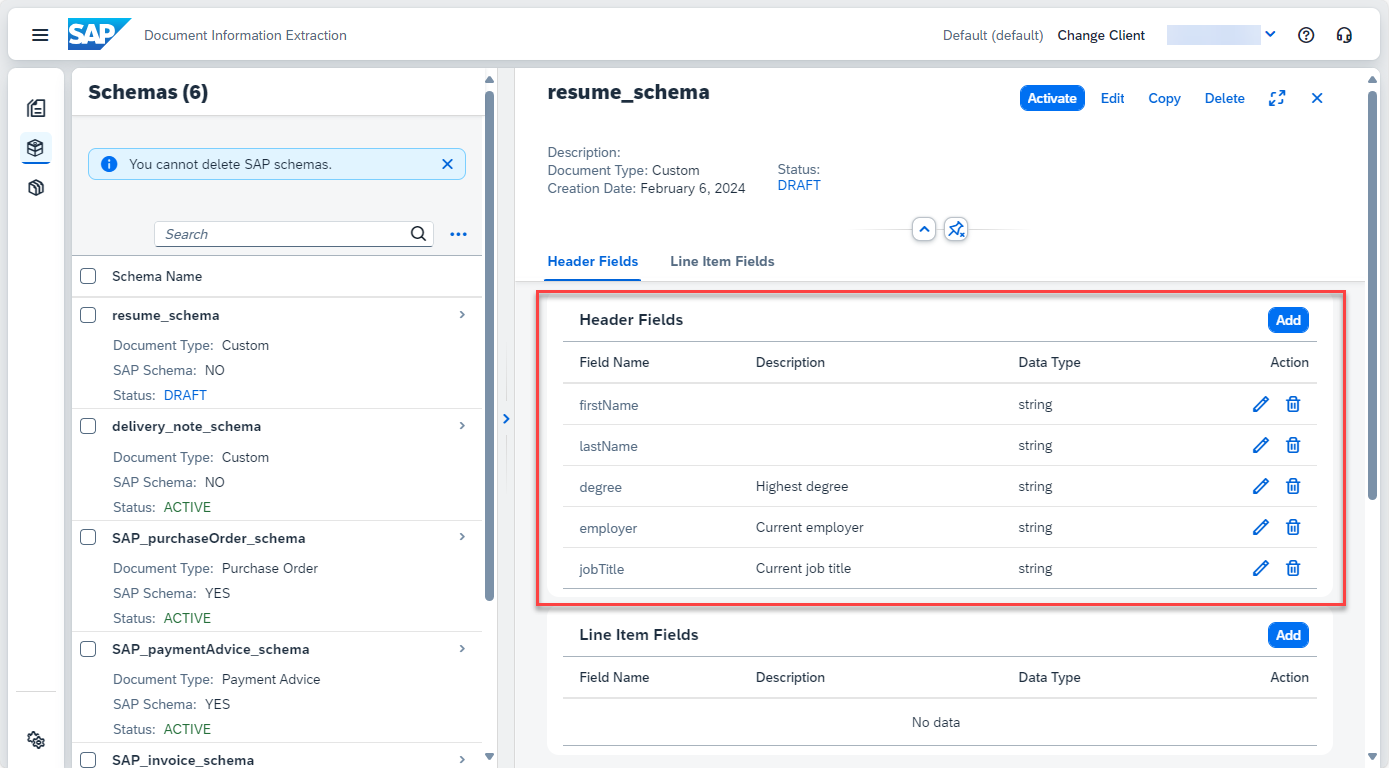 SAP Document Information Extraction Default (default) Change Client
Schemas (6)
You cannot delete SAP schemas.
Search
Schema Name
resume_schema
Document Type: Custom
SAP Schema: NO
Status: DRAFT
delivery_note_schema
Document Type: Custom
SAP Schema: NO
Status: ACTIVE
SAP_purchaseOrder_schema
Document Type: Purchase Order
SAP Schema: YES
Status: ACTIVE
SAP_paymentAdvice_schema
Document Type: Payment Advice
SAP Schema: YES
Status: ACTIVE
SAP_invoice_schema
resume_schema Activate Edit Copy Delete
Description:
Document Type: Custom
Creation Date: February 6, 2024
Status:
DRAFT
Header Fields Line Item Fields
Header Fields Add
Field Name Description Data Type Action
firstName string
lastName string
degree Highest degree string
employer Current employer string
jobTitle Current job title string
Line Item Fields Add
Field Name Description Data Type Action
No data